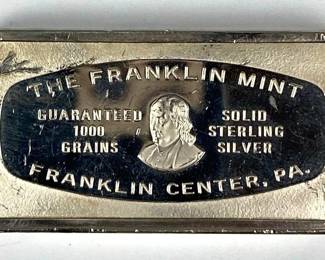 THE FRANKLIN MINT
GUARANTEED
1000
GRAINS
SOLID
STERLING
SILVER
FRANKLIN CENTER, PA.